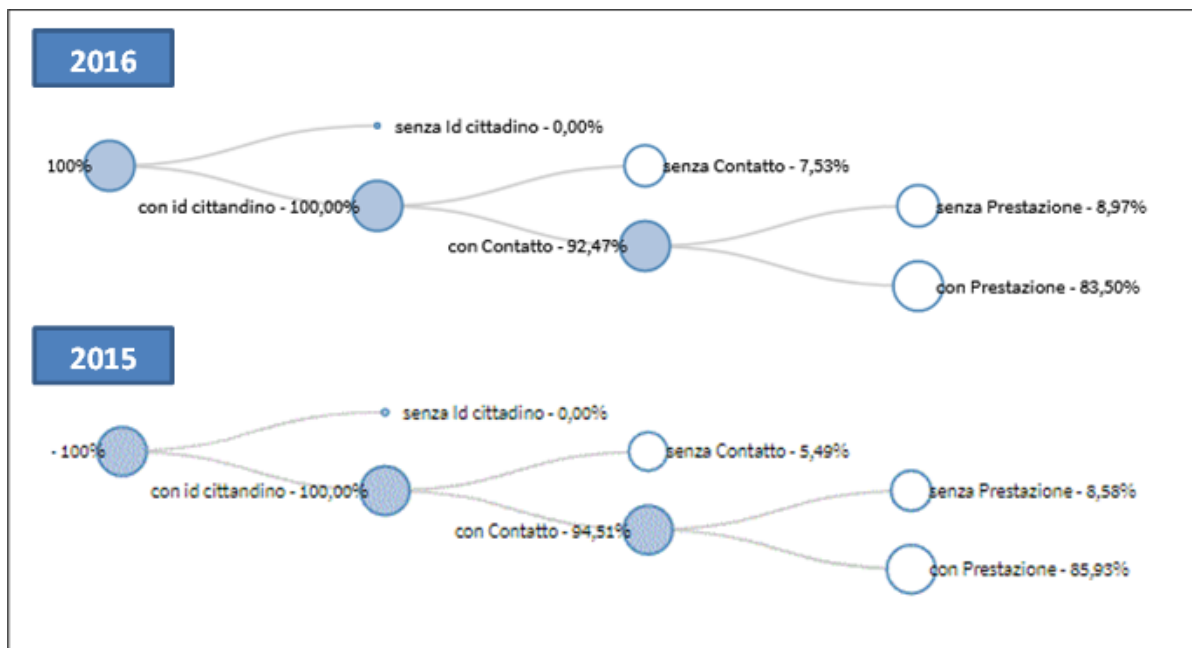 2016
senza Id cittadino - 0,00%
100%
senza Contatto - 7,53%
con id cittandino - 100,00%
senza Prestazione - 8,97%
con Contatto - 92,47%
con Prestazione - 83,50%
2015
senza Id cittadino - 0,00%
- 100%
senza Contatto - 5,49%
con id cittandino - 100,00%
senza Prestazione - 8,58%
con Contatto - 94,51%
con Prestazione - 85,93%